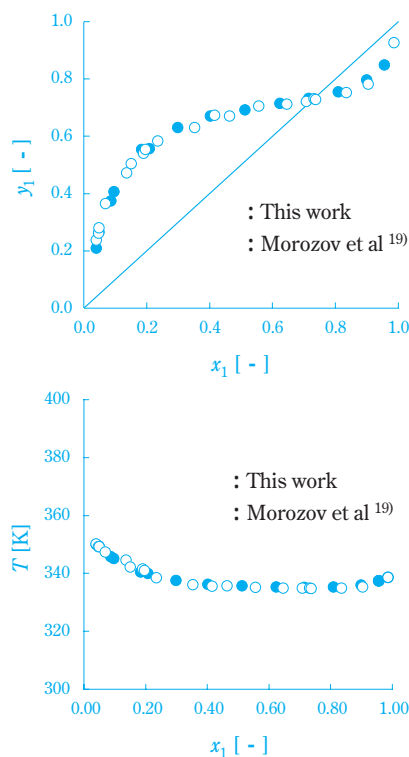 1.0
0.8
0.6
0.4
0.2
0.0
y1 [ - ]
: This work
: Morozov et al 19)
0.0 0.2 0.4 0.6 0.8 1.0
x1 [ - ]
400
380
360
340
320
300
T [K]
: This work
: Morozov et al 19)
0.00 0.20 0.40 0.60 0.80 1.00
x1 [ - ]